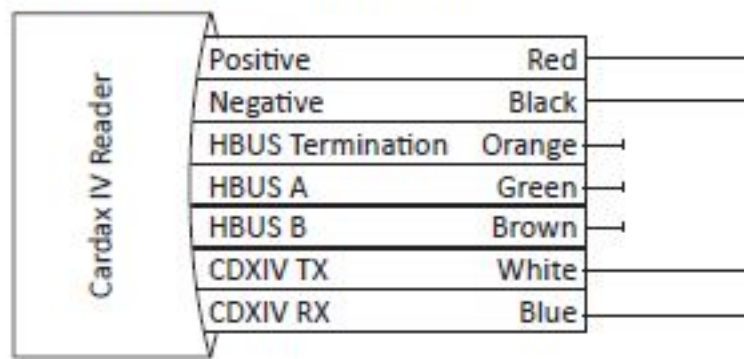 Cardax IV Reader
Positive Red
Negative Black
HBUS Termination Orange
HBUS A Green
HBUS B Brown
CDXIV TX White
CDXIV RX Blue